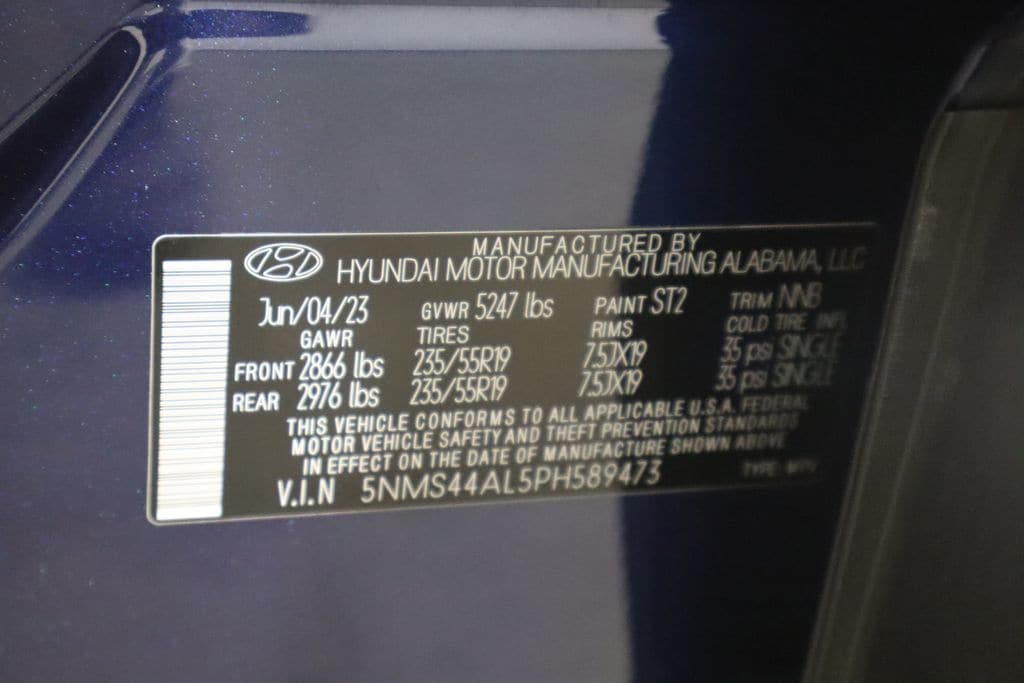 MANUFACTURED BY
HYUNDAI MOTOR MANUFACTURING ALABAMA, LLC
Jun/04/23 GVWR 5247 lbs PAINT ST2 TRIM NNB
GAWR TIRES RIMS COLD TIRE INFL
FRONT 2866 lbs 235/55R19 7.5JX19 35 psi SINGLE
REAR 2976 lbs 235/55R19 7.5JX19 35 psi SINGLE
THIS VEHICLE CONFORMS TO ALL APPLICABLE U.S.A. FEDERAL
MOTOR VEHICLE SAFETY AND THEFT PREVENTION STANDARDS
IN EFFECT ON THE DATE OF MANUFACTURE SHOWN ABOVE
V.I.N 5NMS44AL5PH589473 TYPE: MPV